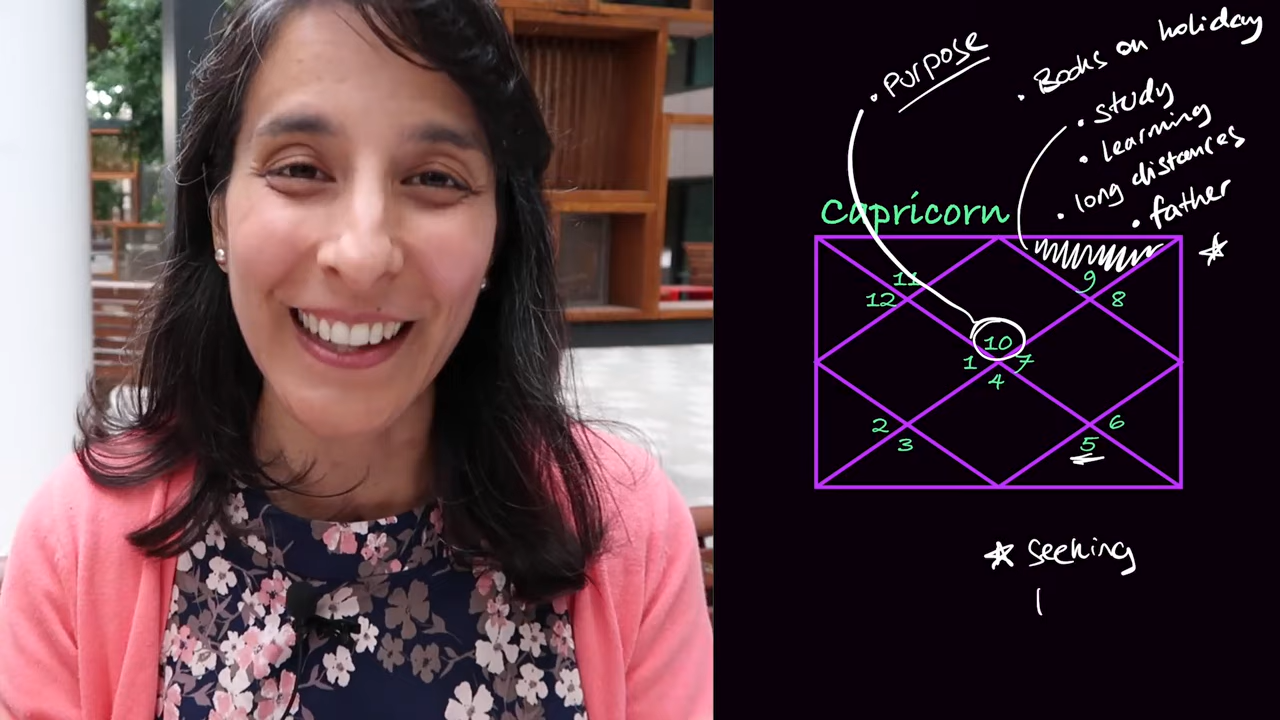 • Purpose
• Books on holiday
• study
• learning
• long distances
• father
Capricorn
11
9
12
8
10
1
7
4
2
6
3
5
* Seeking